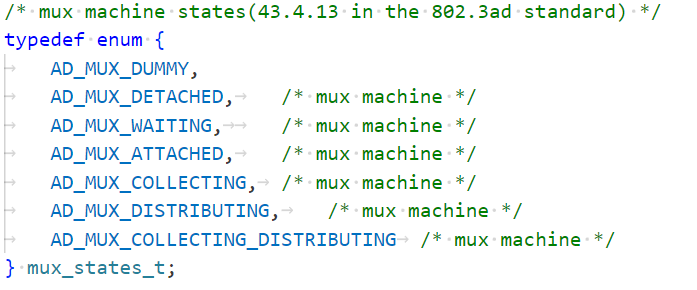 /* mux machine states(43.4.13 in the 802.3ad standard) */
typedef enum {
AD_MUX_DUMMY,
AD_MUX_DETACHED, /* mux machine */
AD_MUX_WAITING, /* mux machine */
AD_MUX_ATTACHED, /* mux machine */
AD_MUX_COLLECTING, /* mux machine */
AD_MUX_DISTRIBUTING, /* mux machine */
AD_MUX_COLLECTING_DISTRIBUTING /* mux machine */
} mux_states_t;